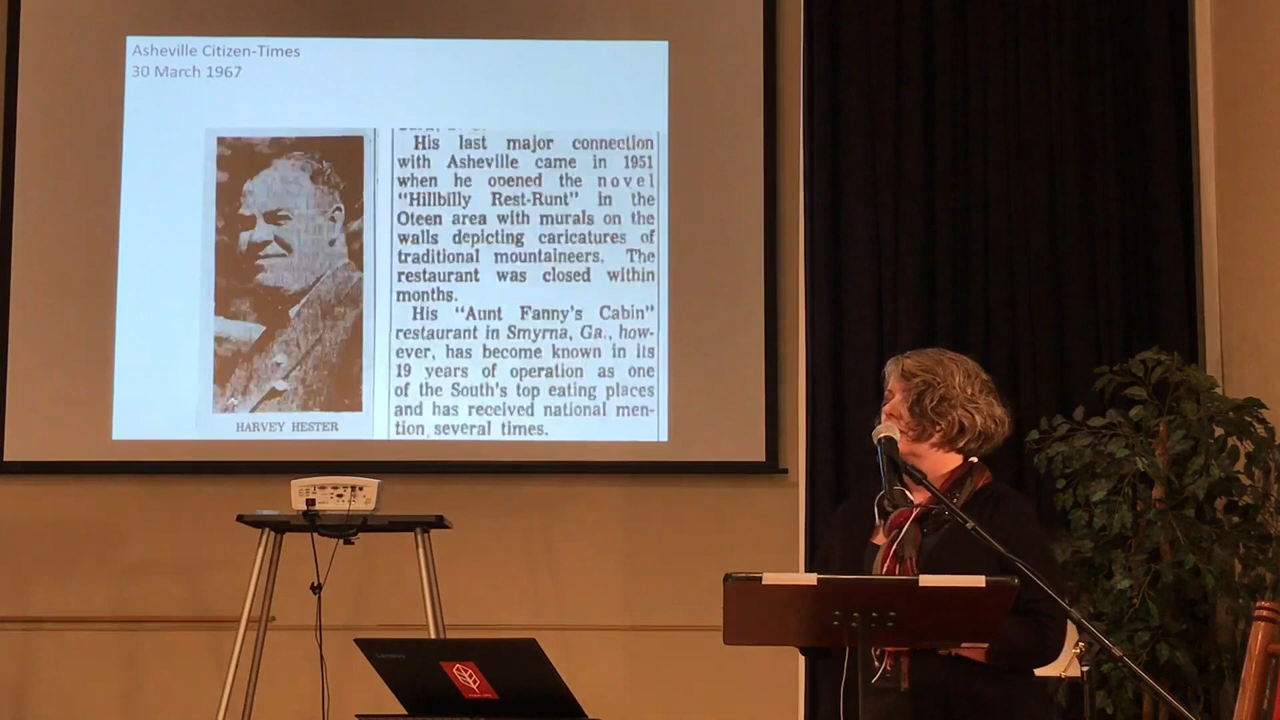 Asheville Citizen-Times
30 March 1967
His last major connection
with Asheville came in 1951
when he opened the novel
"Hillbilly Rest-Runt" in the
Oteen area with murals on the
walls depicting caricatures of
traditional mountaineers. The
restaurant was closed within
months.
His "Aunt Fanny's Cabin"
restaurant in Smyrna, Ga., how-
ever, has become known in its
19 years of operation as one
of the South's top eating places
and has received national men-
tion several times.
HARVEY HESTER